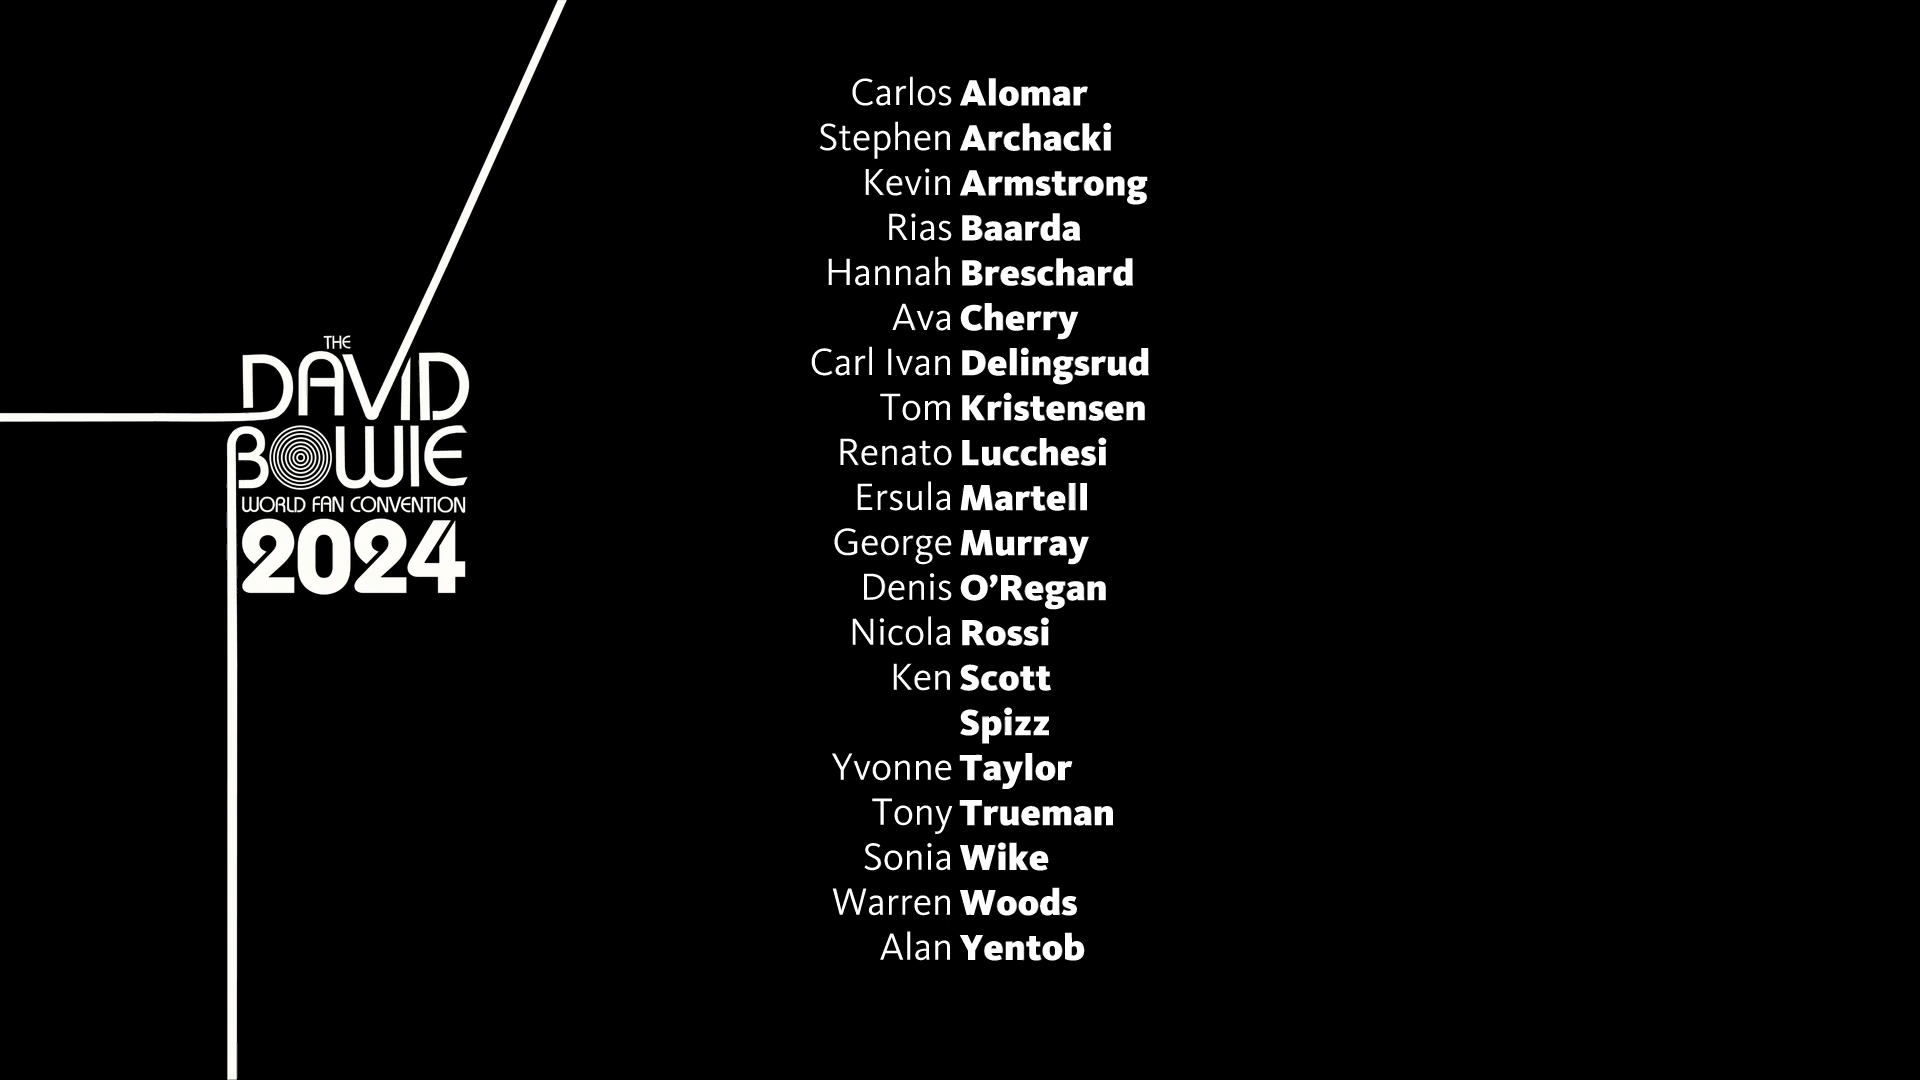 THE
DAVID
BOWIE
WORLD FAN CONVENTION
2024
Carlos Alomar
Stephen Archacki
Kevin Armstrong
Rias Baarda
Hannah Breschard
Ava Cherry
Carl Ivan Delingsrud
Tom Kristensen
Renato Lucchesi
Ersula Martell
George Murray
Denis O’Regan
Nicola Rossi
Ken Scott
Spizz
Yvonne Taylor
Tony Trueman
Sonia Wike
Warren Woods
Alan Yentob